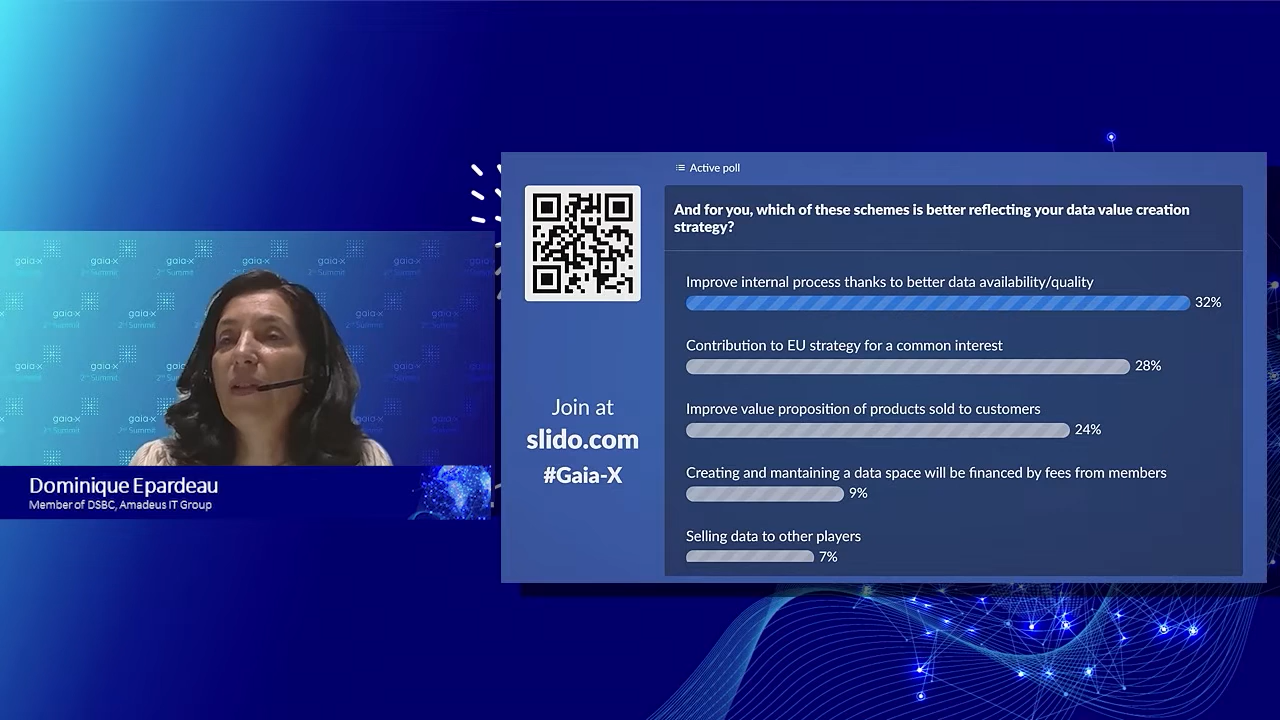 Active poll
And for you, which of these schemes is better reflecting your data value creation
strategy?
Improve internal process thanks to better data availability/quality
32%
Contribution to EU strategy for a common interest
28%
Improve value proposition of products sold to customers
24%
Creating and mantaining a data space will be financed by fees from members
9%
Selling data to other players
7%
Join at
slido.com
#Gaia-X
gaia-x
2nd Summit
Dominique Epardeau
Member of DSBC, Amadeus IT Group